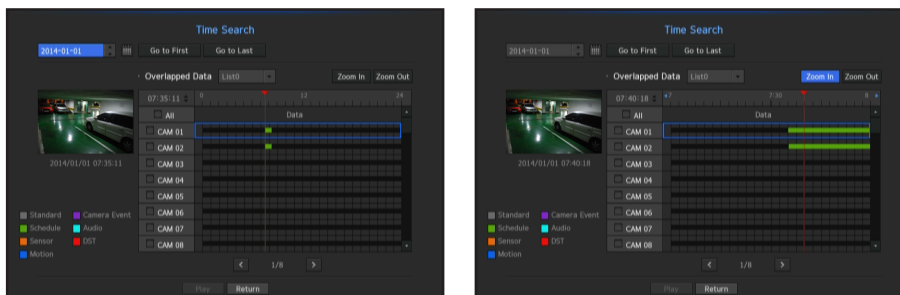 Time Search
2014-01-01 Go to First Go to Last
Overlapped Data List0 Zoom In Zoom Out
07:35:11 0 12 24
All Data
CAM 01
CAM 02
2014/01/01 07:35:11
CAM 03
CAM 04
CAM 05
CAM 06
CAM 07
CAM 08
Standard Camera Event
Schedule Audio
Sensor DST
Motion
< 1/8 >
Play Return
Time Search
2014-01-01 Go to First Go to Last
Overlapped Data List0 Zoom In Zoom Out
07:40:18 7 7:30 8
All Data
CAM 01
CAM 02
2014/01/01 07:40:18
CAM 03
CAM 04
CAM 05
CAM 06
CAM 07
CAM 08
Standard Camera Event
Schedule Audio
Sensor DST
Motion
< 1/8 >
Play Return